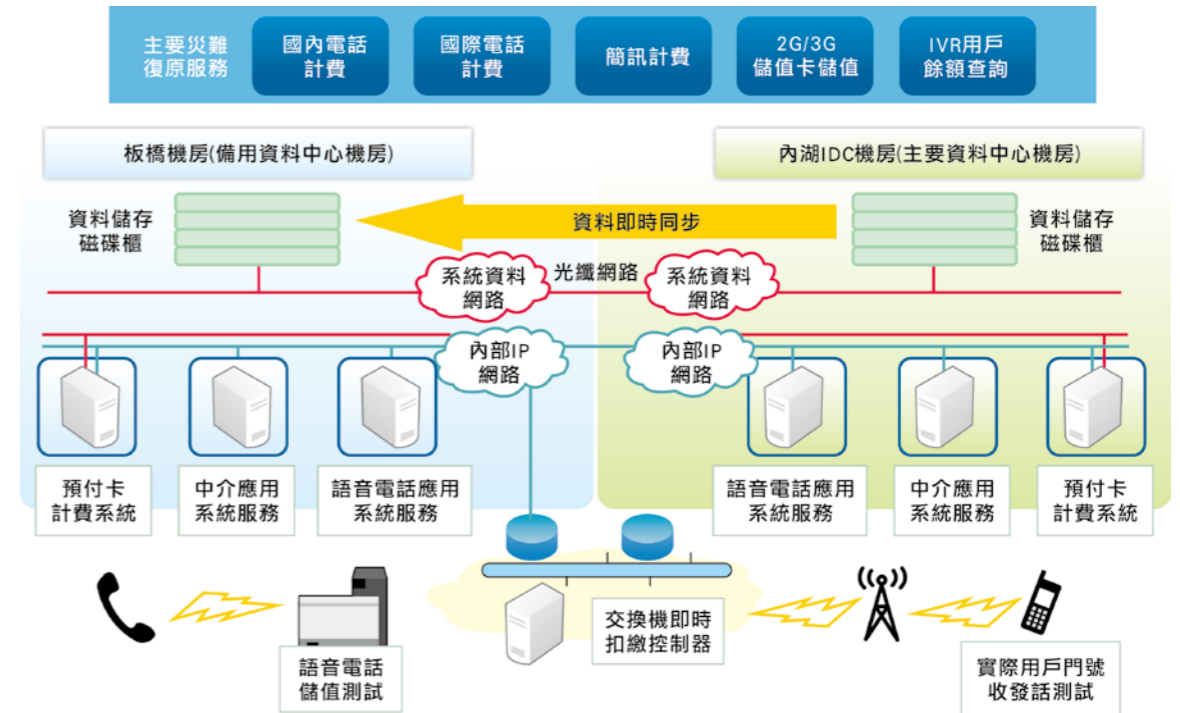 主要災難
復原服務
國內電話
計費
國際電話
計費
簡訊計費
2G/3G
儲值卡儲值
IVR用戶
餘額查詢
板橋機房(備用資料中心機房)
內湖IDC機房(主要資料中心機房)
資料儲存
磁碟櫃
資料即時同步
資料儲存
磁碟櫃
系統資料
網路
光纖網路
系統資料
網路
內部IP
網路
內部IP
網路
預付卡
計費系統
中介應用
系統服務
語音電話應用
系統服務
語音電話應用
系統服務
中介應用
系統服務
預付卡
計費系統
語音電話
儲值測試
交換機即時
扣繳控制器
實際用戶門號
收發話測試